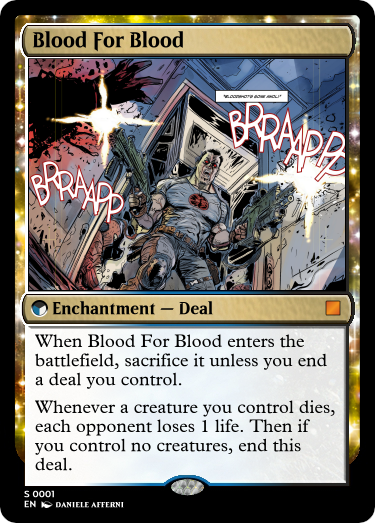 Blood For Blood
"BLOODSHOT'S GONE AWOL!"
BRRAAPP
BRRAAPP
Enchantment — Deal
When Blood For Blood enters the
battlefield, sacrifice it unless you end
a deal you control.
Whenever a creature you control dies,
each opponent loses 1 life. Then if
you control no creatures, end this
deal.
S 0001
EN DANIELE AFFERNI